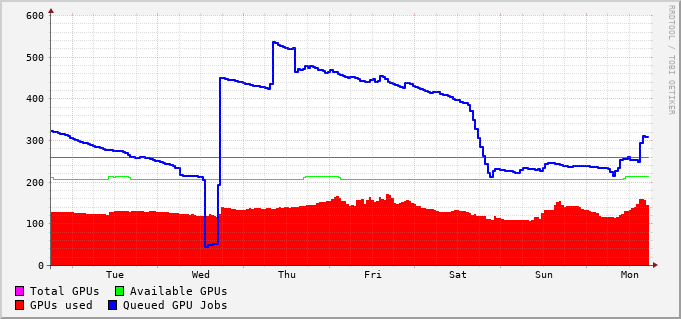 600
500
400
300
200
100
0
Tue Wed Thu Fri Sat Sun Mon
Total GPUs Available GPUs
GPUs used Queued GPU Jobs
RRDTOOL / TOBI OETIKER